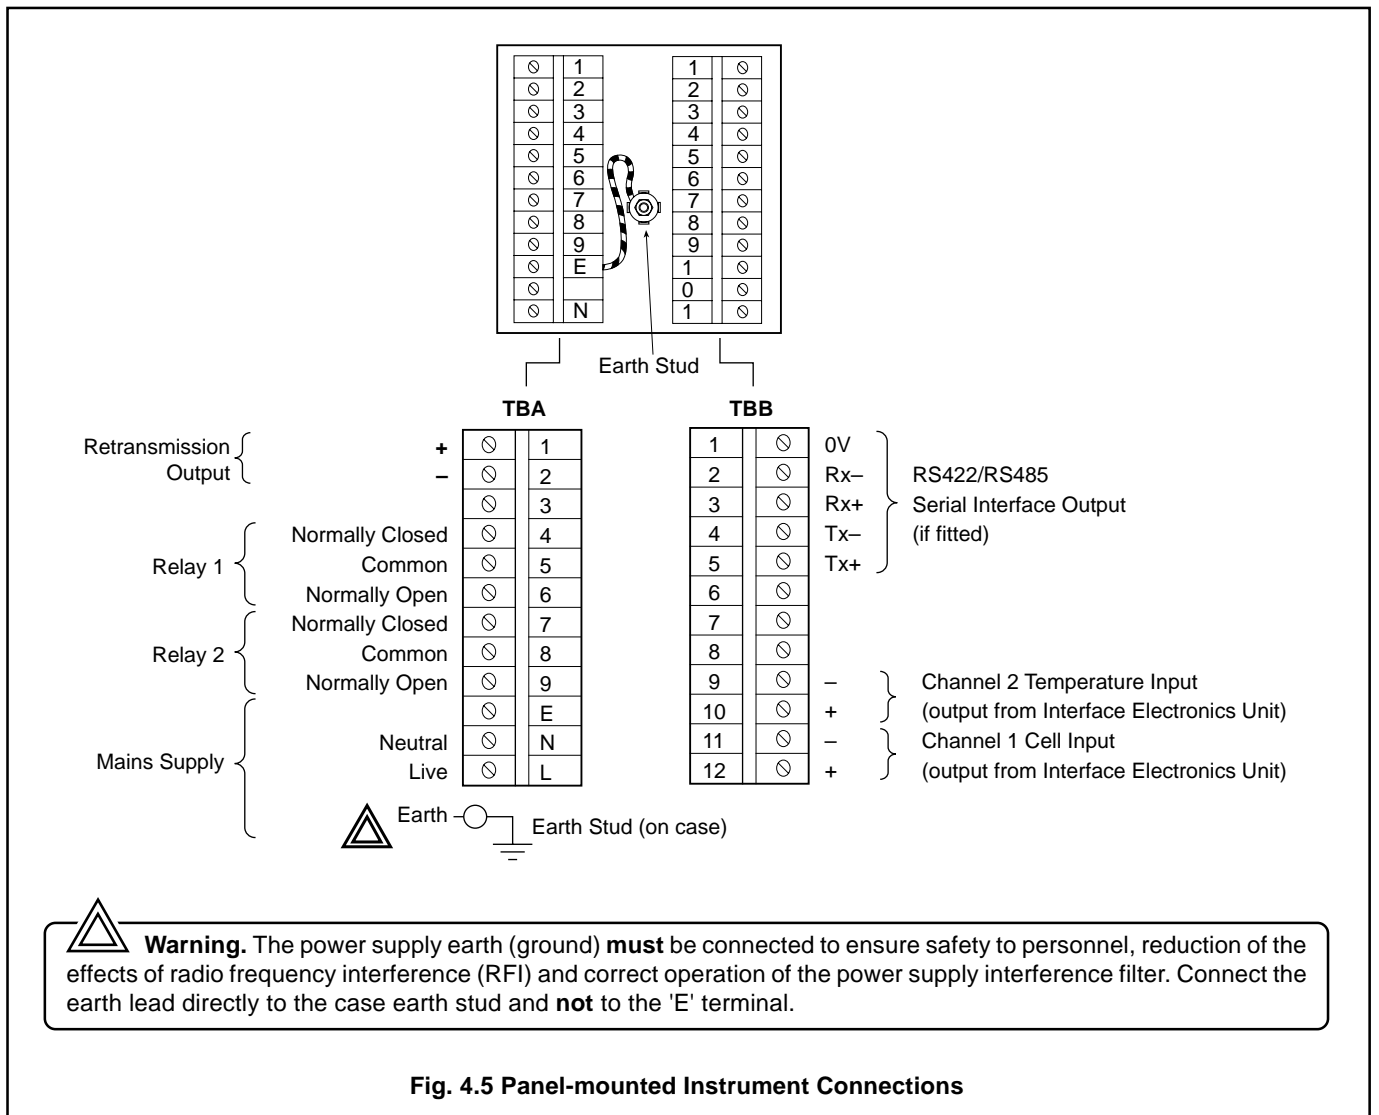 1 1
2 2
3 3
4 4
5 5
6 6
7 7
8 8
9 9
E 1
0
N 1
Earth Stud
TBA TBB
Retransmission Output + 1
– 2
3
Relay 1
Normally Closed 4
Common 5
Normally Open 6
Relay 2
Normally Closed 7
Common 8
Normally Open 9
Mains Supply
E
Neutral N
Live L
Earth
Earth Stud (on case)
1 0V
2 Rx–
3 Rx+
4 Tx–
5 Tx+
RS422/RS485
Serial Interface Output
(if fitted)
6
7
8
9 –
10 +
Channel 2 Temperature Input
(output from Interface Electronics Unit)
11 –
12 +
Channel 1 Cell Input
(output from Interface Electronics Unit)
Warning. The power supply earth (ground) must be connected to ensure safety to personnel, reduction of the
effects of radio frequency interference (RFI) and correct operation of the power supply interference filter. Connect the
earth lead directly to the case earth stud and not to the 'E' terminal.
Fig. 4.5 Panel-mounted Instrument Connections